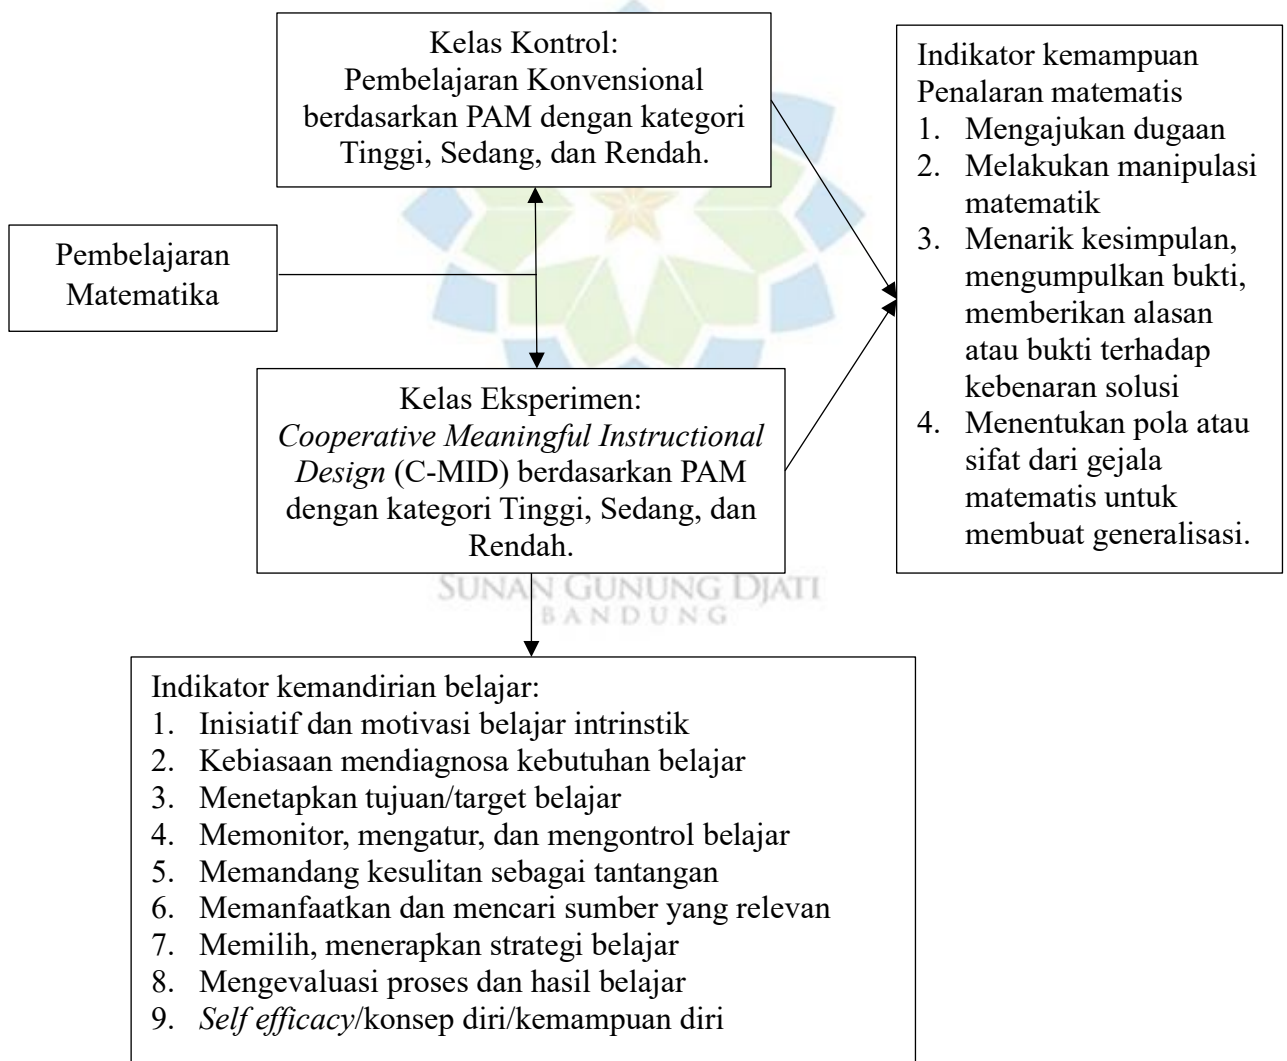 Kelas Kontrol:
Pembelajaran Konvensional
berdasarkan PAM dengan kategori
Tinggi, Sedang, dan Rendah.
Pembelajaran
Matematika
Kelas Eksperimen:
Cooperative Meaningful Instructional
Design (C-MID) berdasarkan PAM
dengan kategori Tinggi, Sedang, dan
Rendah.
Indikator kemampuan
Penalaran matematis
1. Mengajukan dugaan
2. Melakukan manipulasi
matematik
3. Menarik kesimpulan,
mengumpulkan bukti,
memberikan alasan
atau bukti terhadap
kebenaran solusi
4. Menentukan pola atau
sifat dari gejala
matematis untuk
membuat generalisasi.
SUNAN GUNUNG DJATI
BANDUNG
Indikator kemandirian belajar:
1. Inisiatif dan motivasi belajar intrinstik
2. Kebiasaan mendiagnosa kebutuhan belajar
3. Menetapkan tujuan/target belajar
4. Memonitor, mengatur, dan mengontrol belajar
5. Memandang kesulitan sebagai tantangan
6. Memanfaatkan dan mencari sumber yang relevan
7. Memilih, menerapkan strategi belajar
8. Mengevaluasi proses dan hasil belajar
9. Self efficacy/konsep diri/kemampuan diri